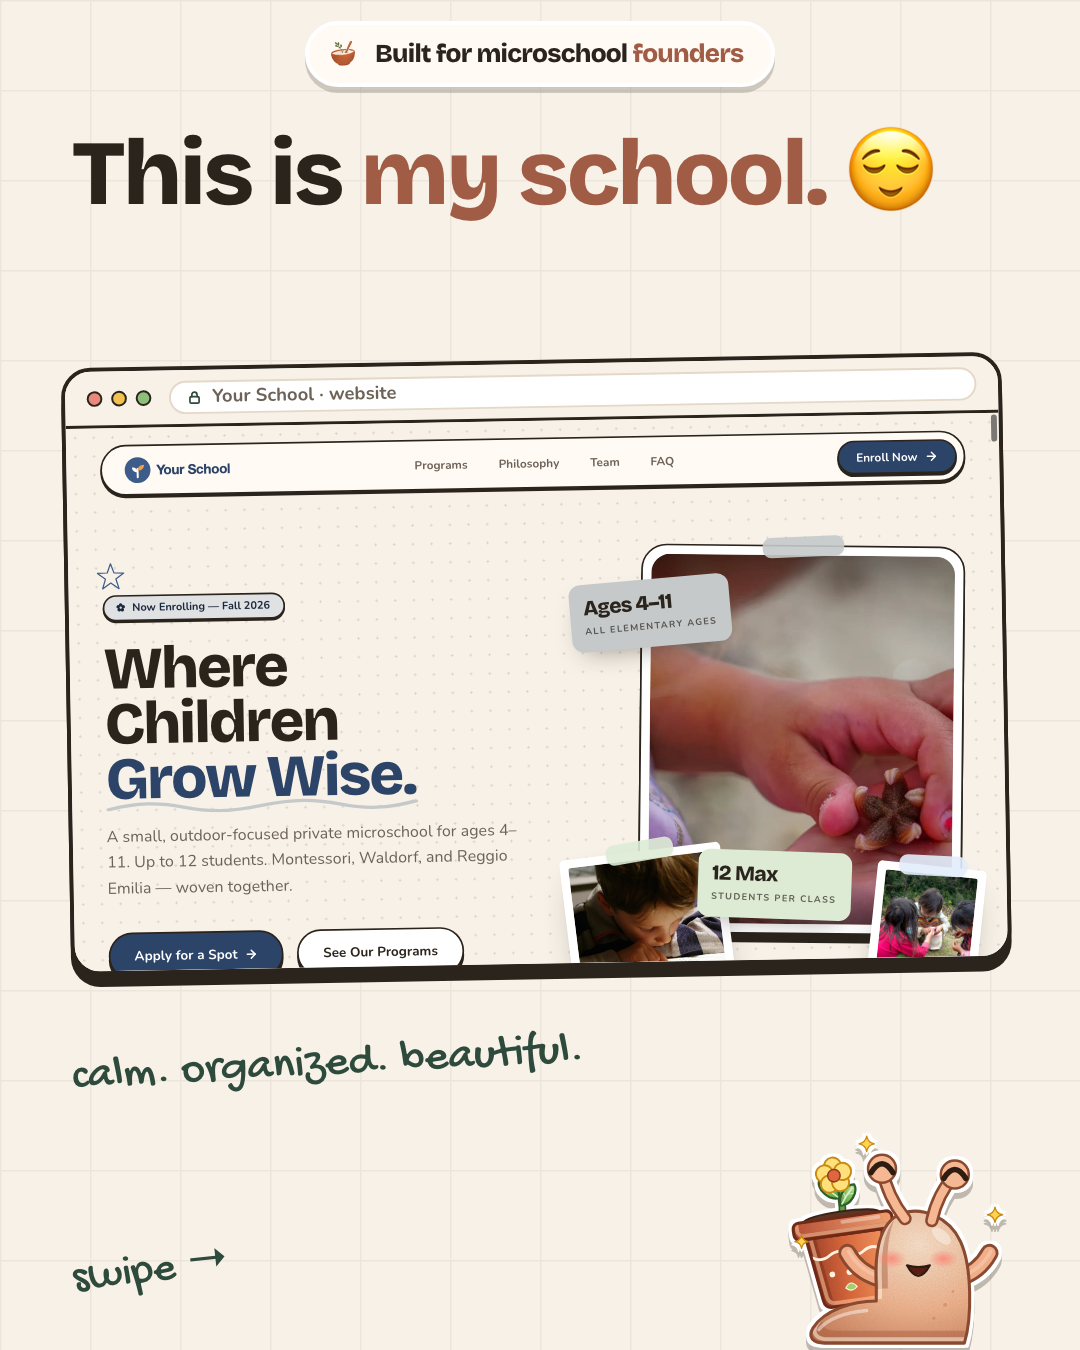 Built for microschool founders
This is my school. 😌
Your School · website
Your School
Programs Philosophy Team FAQ
Enroll Now →
Ages 4–11
ALL ELEMENTARY AGES
✿ Now Enrolling — Fall 2026
Where
Children
Grow Wise.
A small, outdoor-focused private microschool for ages 4–
11. Up to 12 students. Montessori, Waldorf, and Reggio
Emilia — woven together.
12 Max
STUDENTS PER CLASS
Apply for a Spot →
See Our Programs
calm. organized. beautiful.
swipe →